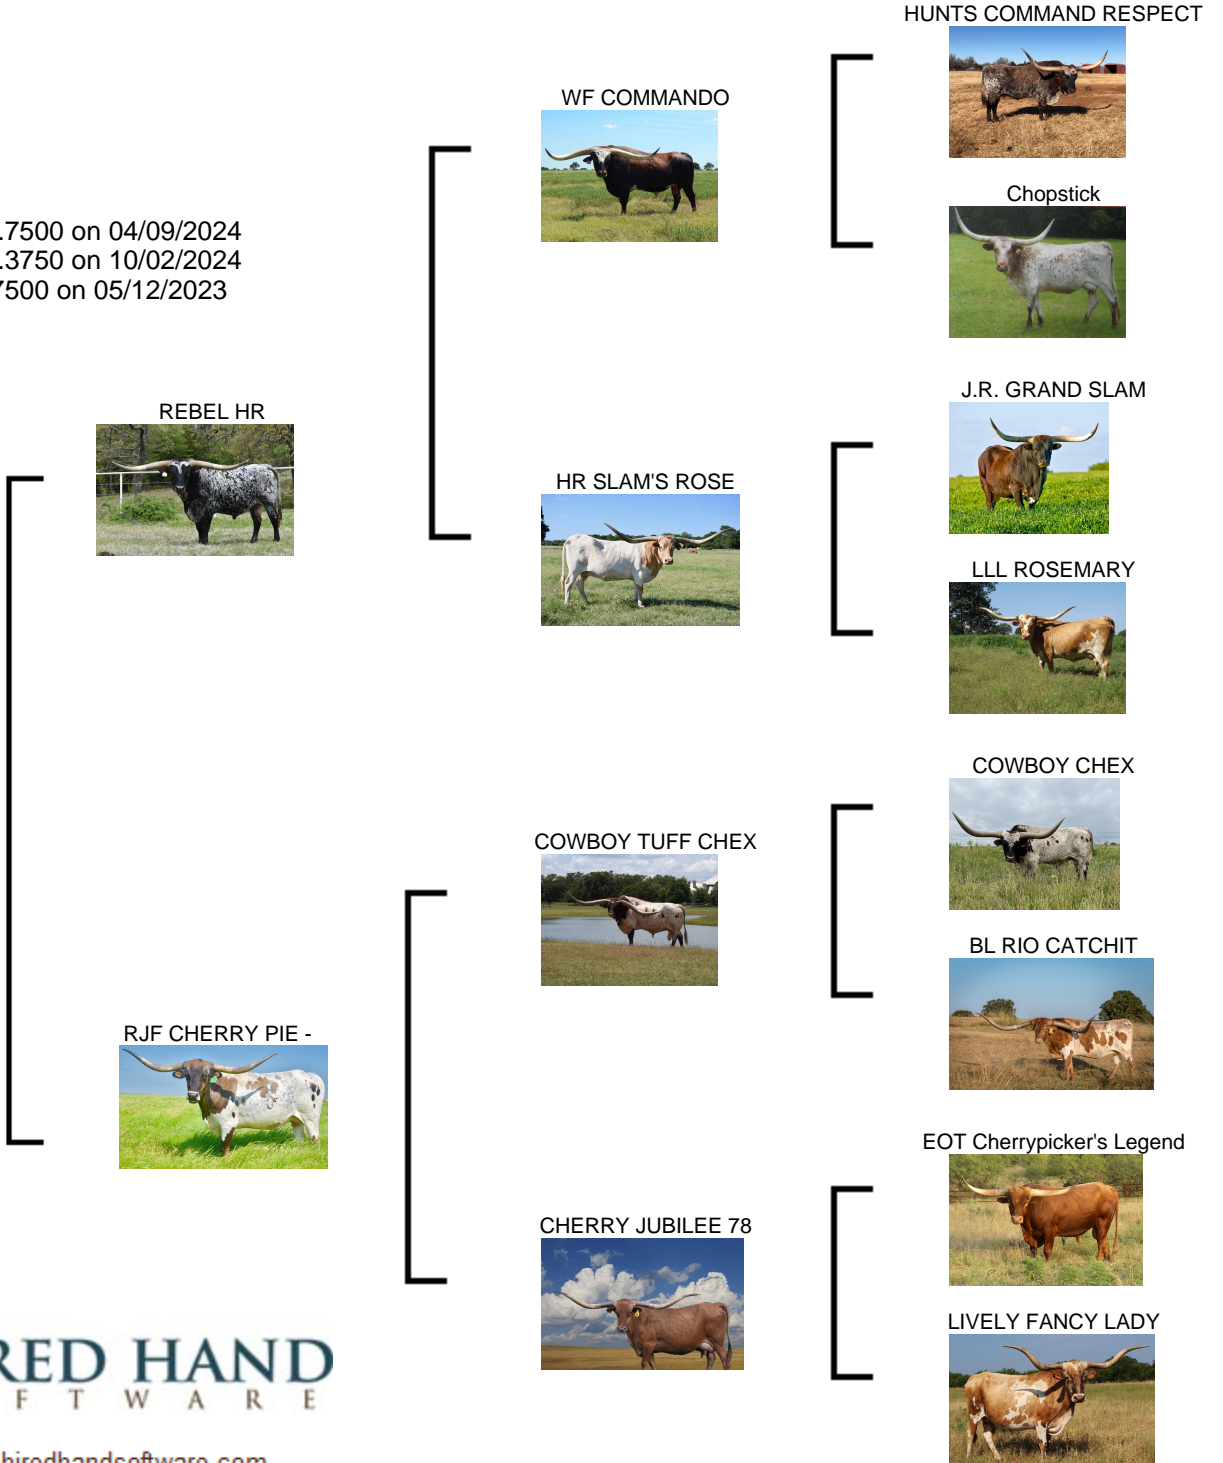 HUNTS COMMAND RESPECT
WF COMMANDO
Chopstick
.7500 on 04/09/2024
.3750 on 10/02/2024
7500 on 05/12/2023
J.R. GRAND SLAM
REBEL HR
HR SLAM'S ROSE
LLL ROSEMARY
COWBOY CHEX
COWBOY TUFF CHEX
BL RIO CATCHIT
RJF CHERRY PIE -
EOT Cherrypicker's Legend
CHERRY JUBILEE 78
LIVELY FANCY LADY
RED HAND
F T W A R E
hiredhandsoftware.com